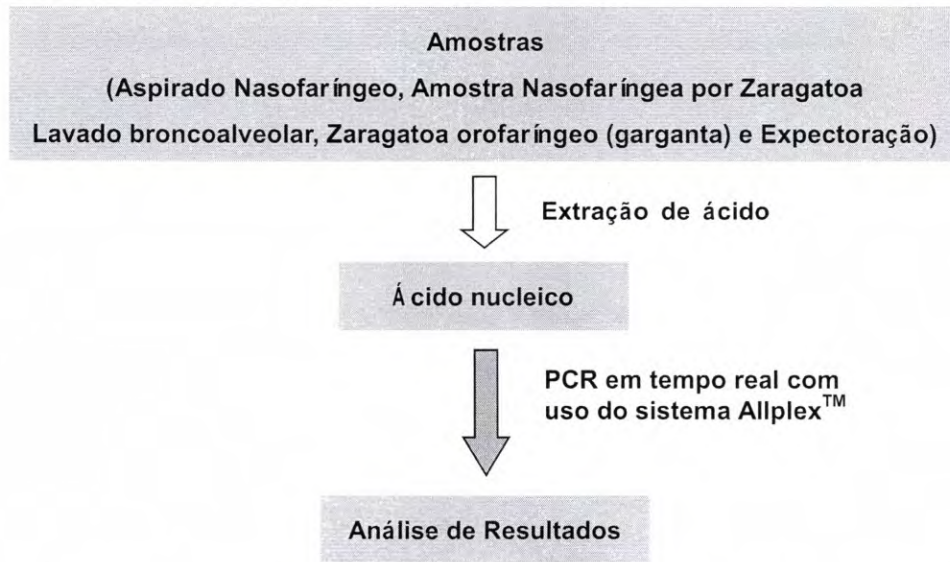 Amostras
(Aspirado Nasofaríngeo, Amostra Nasofaríngea por Zaragatoa
Lavado broncoalveolar, Zaragatoa orofaríngeo (garganta) e Expectoração)
Extração de ácido
Ácido nucleico
PCR em tempo real com
uso do sistema Allplex™
Análise de Resultados